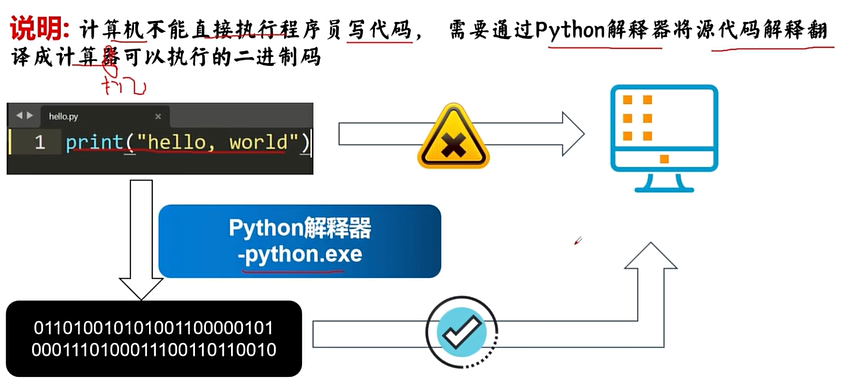 说明: 计算机不能直接执行程序员写代码， 需要通过Python解释器将源代码解释翻
译成计算器可以执行的二进制码
机
hello.py
1 print("hello, world")
Python解释器
-python.exe
011010010101001100000101
000111010001110011011 0010